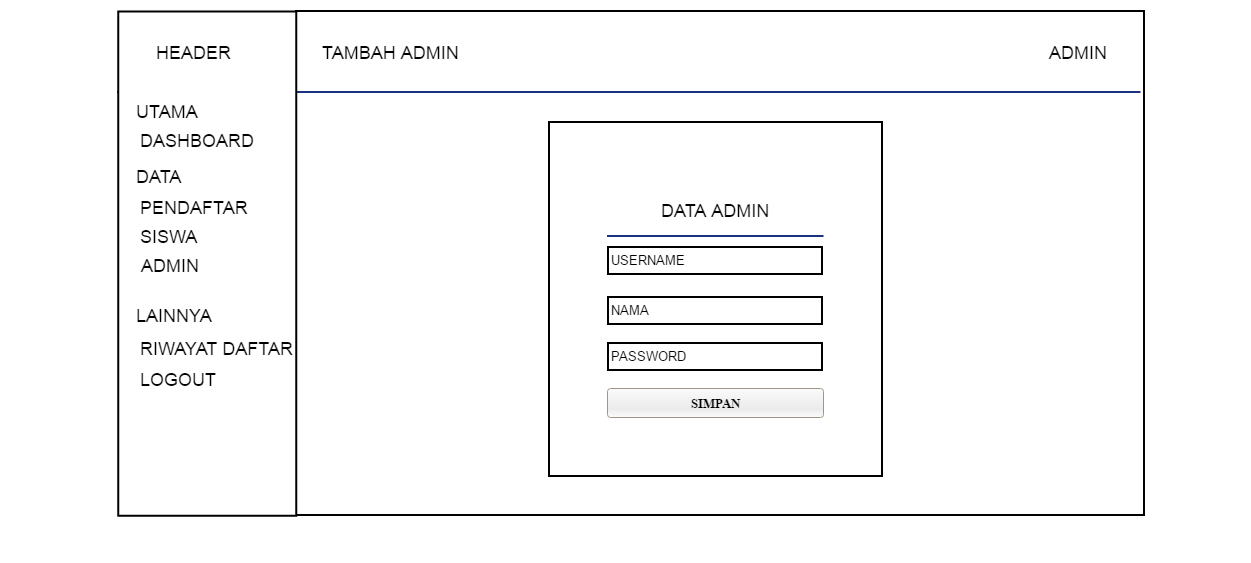 HEADER
TAMBAH ADMIN
ADMIN
UTAMA
DASHBOARD
DATA
PENDAFTAR
SISWA
ADMIN
LAINNYA
RIWAYAT DAFTAR
LOGOUT
DATA ADMIN
USERNAME
NAMA
PASSWORD
SIMPAN